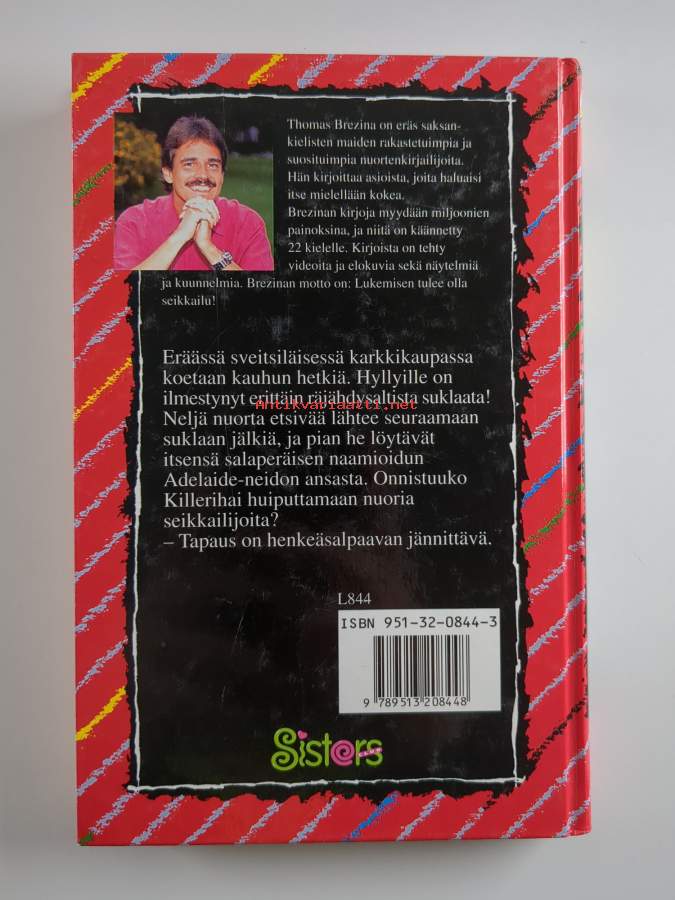 Thomas Brezina on eräs saksan-
kielisten maiden rakastetuimpia ja
suosituimpia nuortenkirjailijoita.
Hän kirjoittaa asioista, joita haluaisi
itse mielellään kokea.
Brezinan kirjoja myydään miljoonien
painoksina, ja niitä on käännetty
22 kielelle. Kirjoista on tehty
videoita ja elokuvia sekä näytelmiä
ja kuunnelmia. Brezinan motto on: Lukemisen tulee olla
seikkailu!
Eräässä sveitsiläisessä karkkikaupassa
koetaan kauhun hetkiä. Hyllyille on
ilmestynyt erittäin räjähdysaltista suklaata!
Antikvariaatti.net
Neljä nuorta etsivää lähtee seuraamaan
suklaan jälkiä, ja pian he löytävät
itsensä salaperäisen naamioidun
Adelaide-neidon ansasta. Onnistuuko
Killerihai huiputtamaan nuoria
seikkailijoita?
– Tapaus on henkeäsalpaavan jännittävä.
L844
ISBN 951-32-0844-3
9 789513 208448
Sisters
CLUB